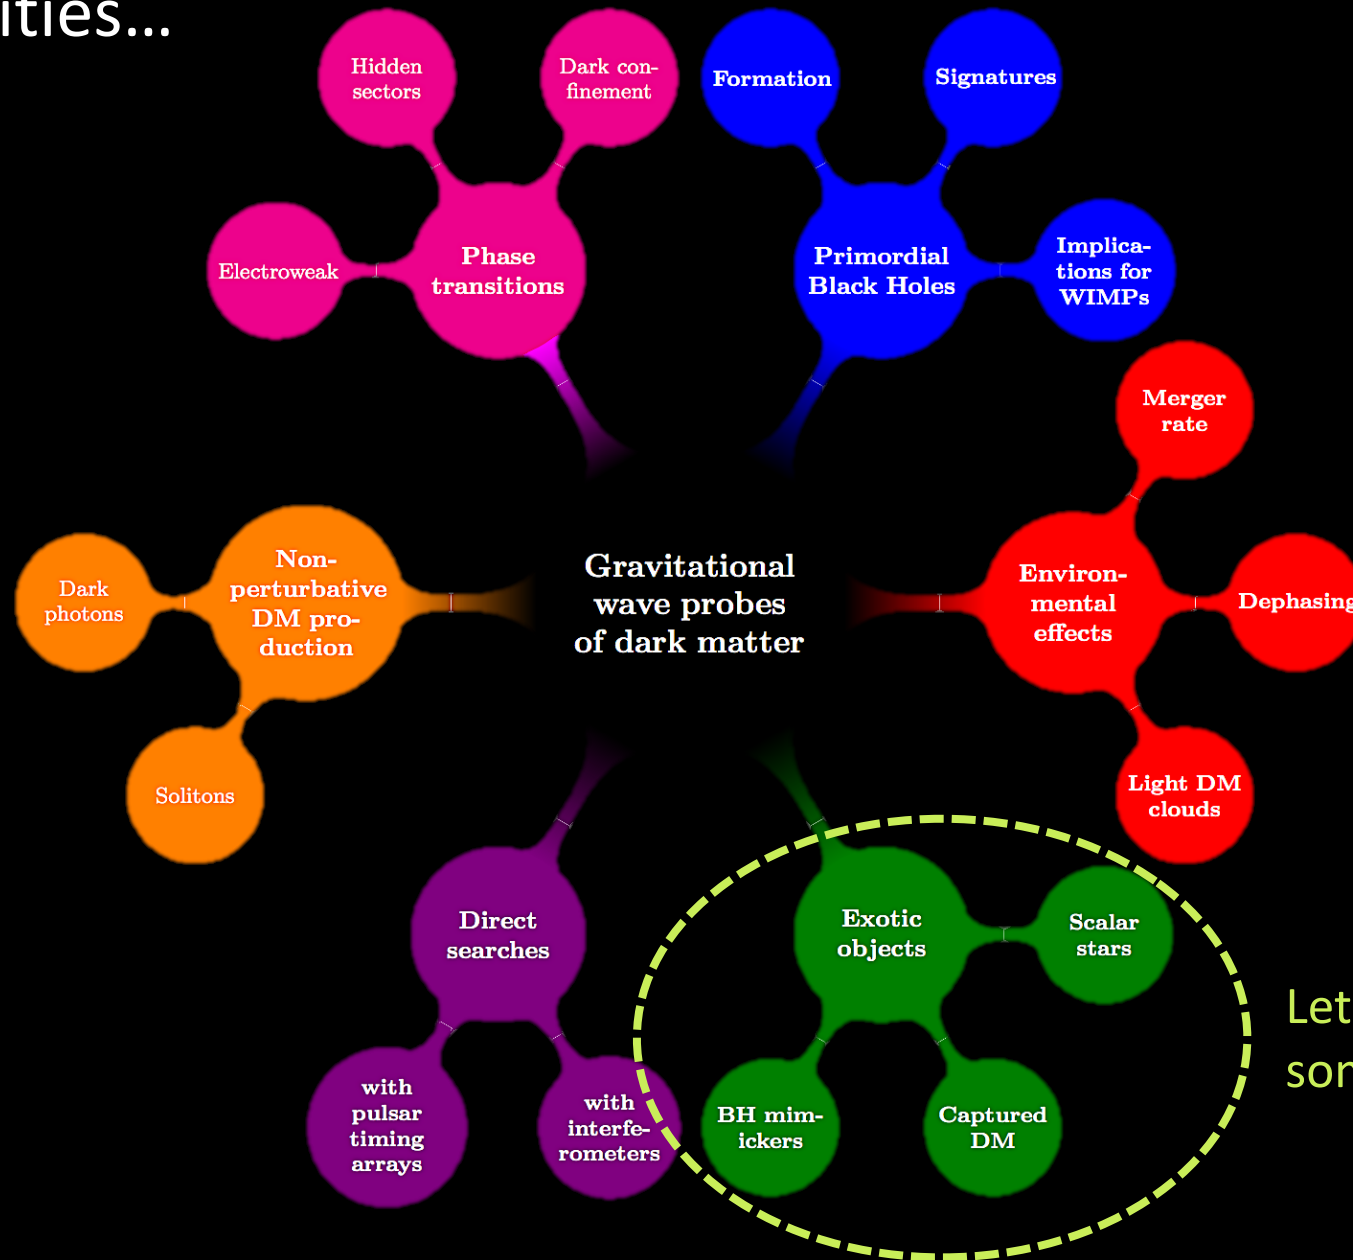 ities...
Hidden
sectors
Dark con-
finement
Formation
Signatures
Electroweak
Phase
transitions
Primordial
Black Holes
Implica-
tions for
WIMPs
Merger
rate
Dark
photons
Non-
perturbative
DM pro-
duction
Gravitational
wave probes
of dark matter
Environ-
mental
effects
Dephasing
Solitons
Light DM
clouds
Direct
searches
Exotic
objects
Scalar
stars
with
pulsar
timing
arrays
with
interfe-
rometers
BH mim-
ickers
Captured
DM
Let
som